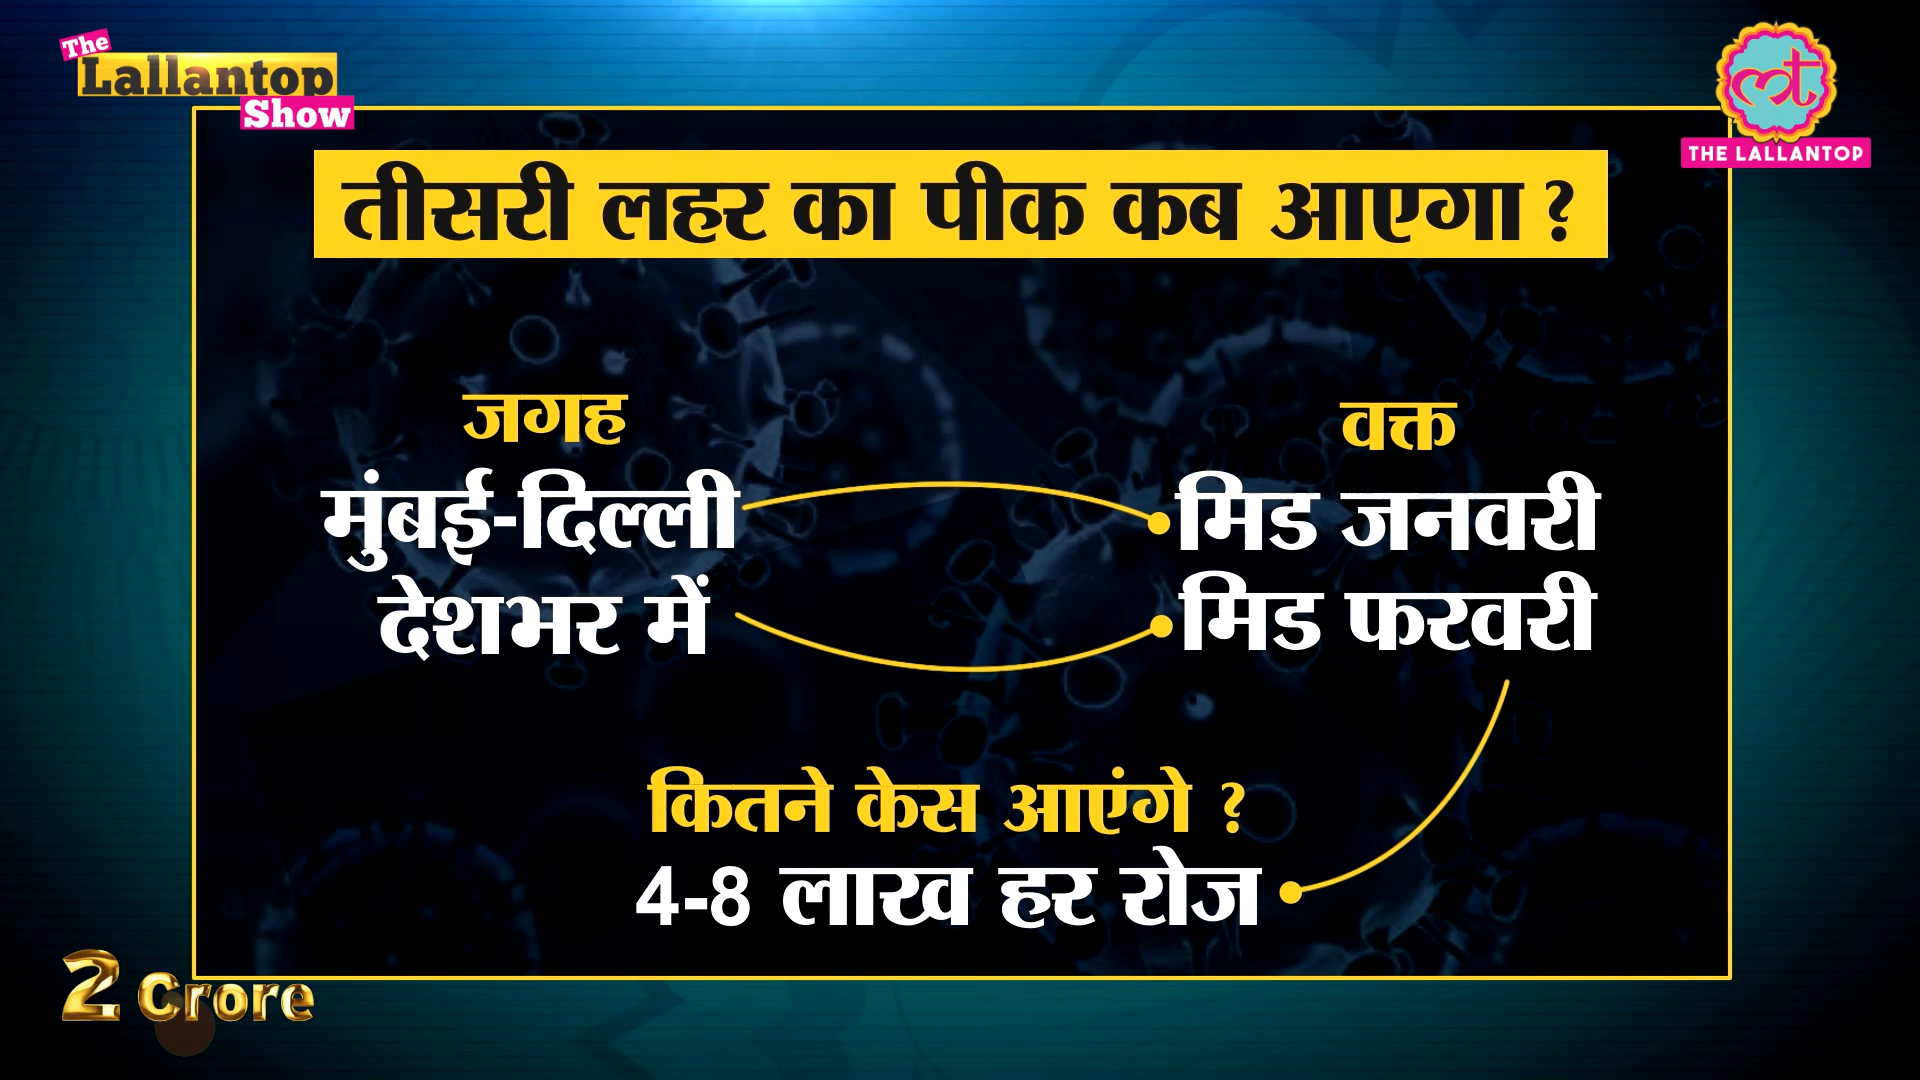 The
Lallantop
Show
THE LALLANTOP
तीसरी लहर का पीक कब आएगा ?
जगह
वक्त
मुंबई-दिल्ली
मिड जनवरी
देशभर में
मिड फरवरी
कितने केस आएंगे ?
4-8 लाख हर रोज
2 Crore